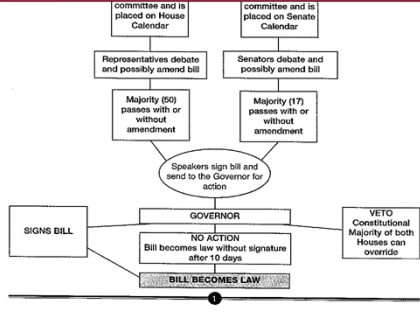 committee and is
placed on House
Calendar
committee and is
placed on Senate
Calendar
Representatives debate
and possibly amend bill
Senators debate and
possibly amend bill
Majority (50)
passes with or
without
amendment
Majority (17)
passes with or
without
amendment
Speakers sign bill and
send to the Governor for
action
SIGNS BILL
GOVERNOR
NO ACTION
Bill becomes law without signature
after 10 days
VETO
Constitutional
Majority of both
Houses can
override
BILL BECOMES LAW
1